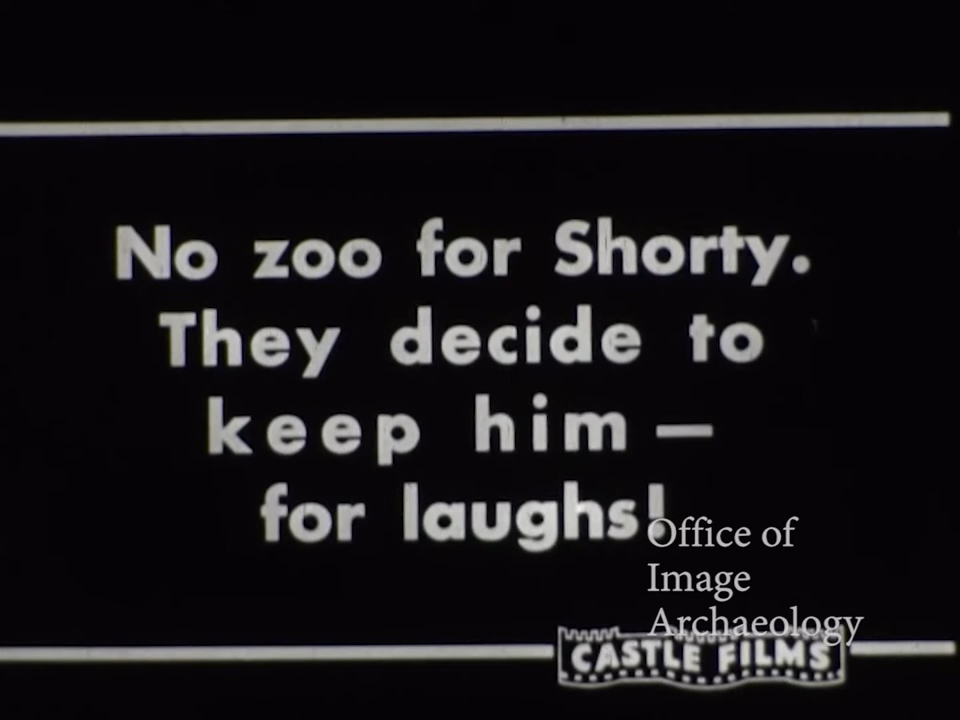 No zoo for Shorty.
They decide to
keep him —
for laughs!
Office of
Image
Archaeology
CASTLE FILMS